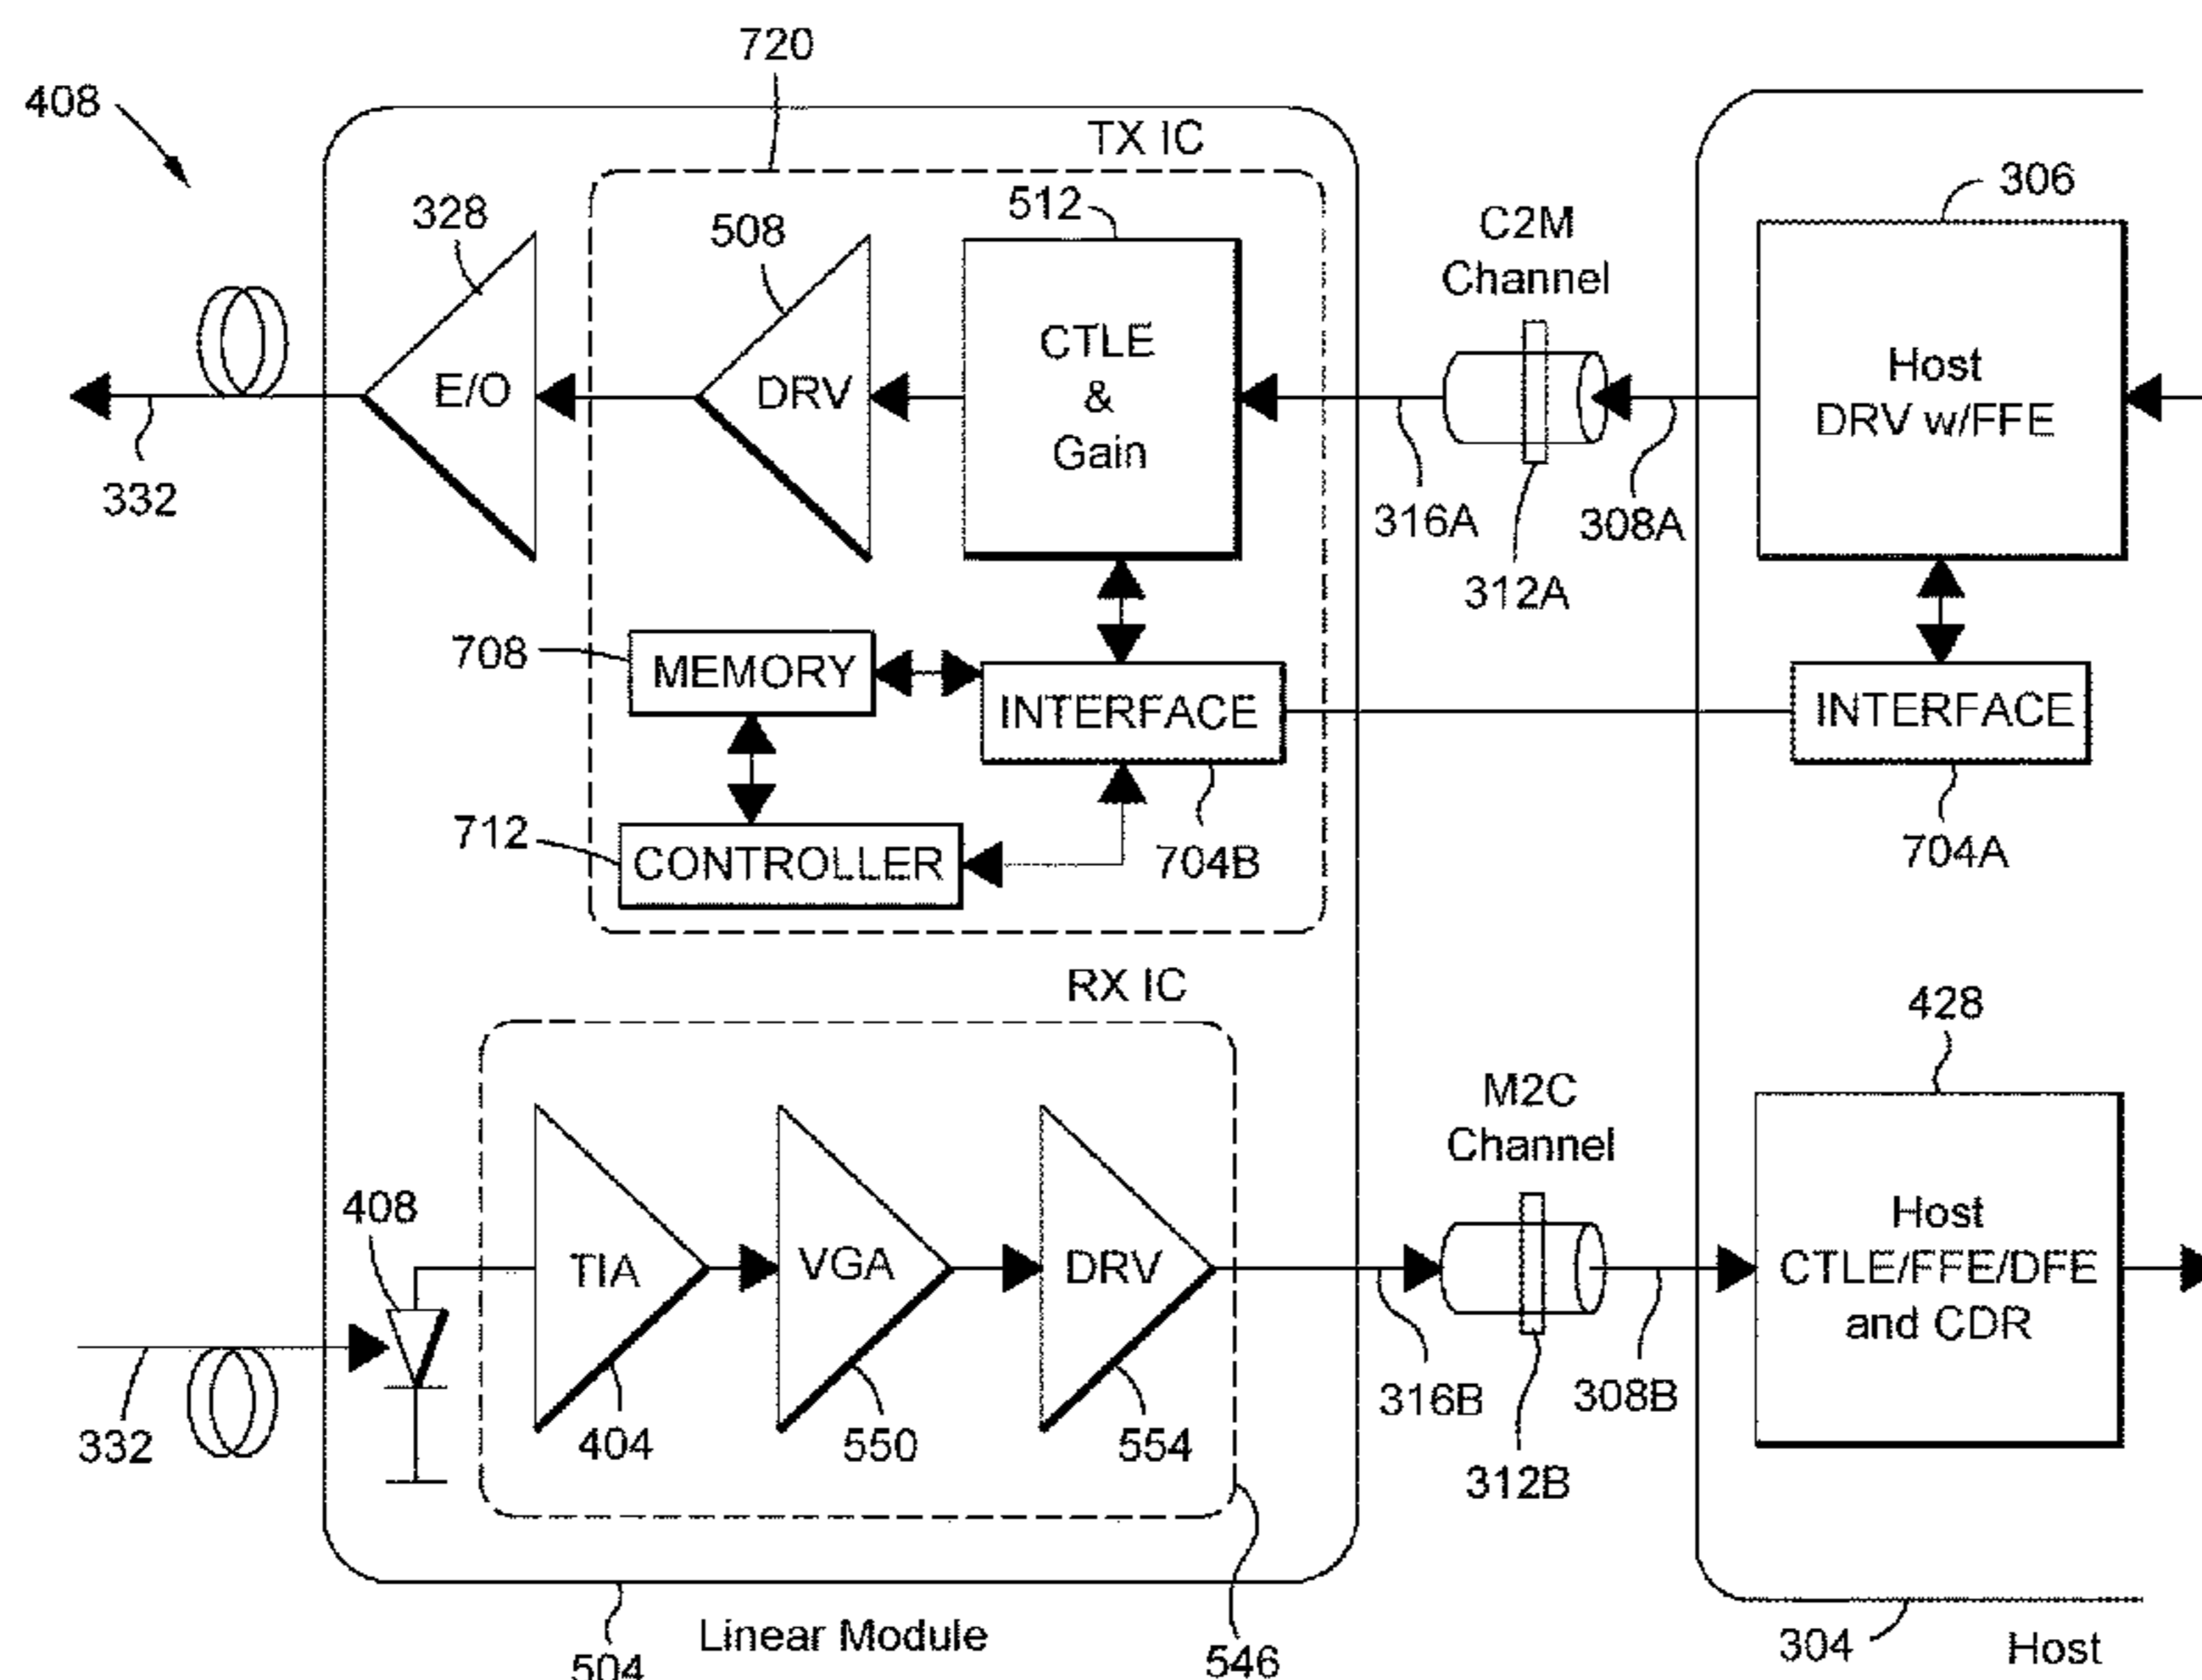 720
408
TX IC
328
508
512
C2M
Channel
306
E/O
DRV
CTLE
&
Gain
Host
DRV w/FFE
332
316A
308A
312A
708
MEMORY
INTERFACE
INTERFACE
712
CONTROLLER
704B
704A
RX IC
428
M2C
Channel
408
TIA
VGA
DRV
Host
CTLE/FFE/DFE
and CDR
332
404
550
554
316B
308B
312B
504
Linear Module
546
304
Host